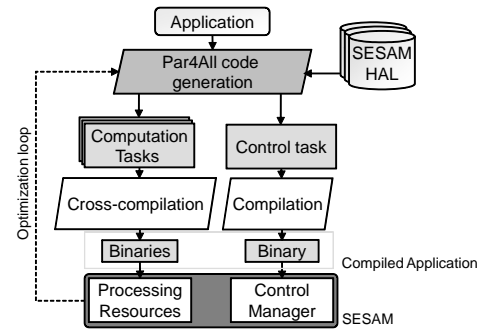 Application
Par4All code
generation
SESAM
HAL
Optimization loop
Computation
Tasks
Control task
Cross-compilation
Compilation
Binaries
Binary
Compiled Application
Processing
Resources
Control
Manager
SESAM